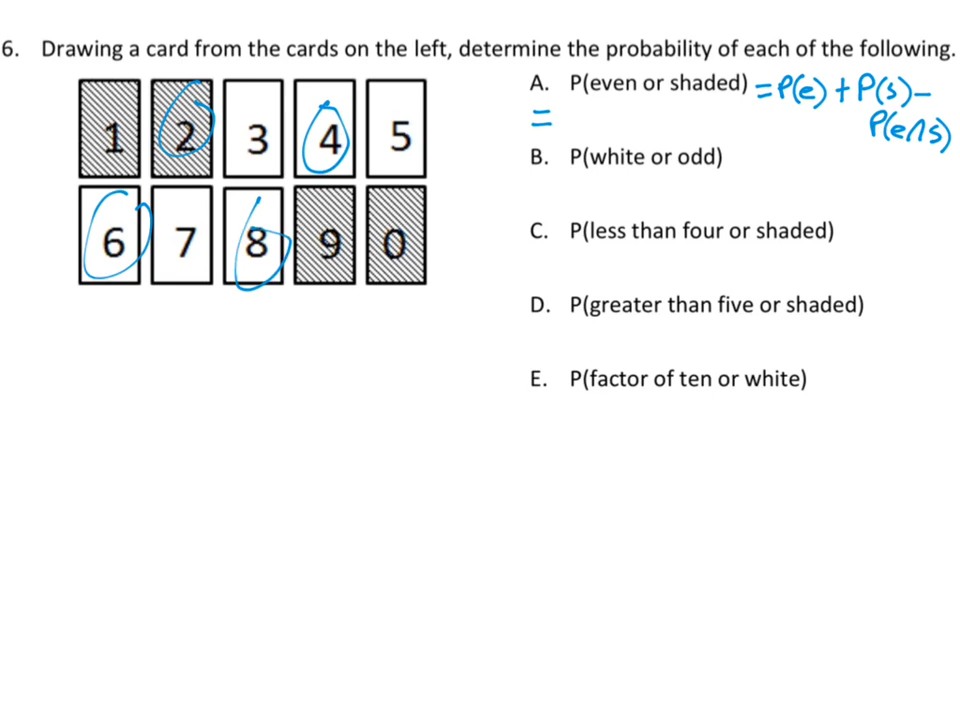 6. Drawing a card from the cards on the left, determine the probability of each of the following.
1 2 3 4 5
6 7 8 9 0
A. P(even or shaded) = P(e) + P(s) −
P(e∩s)
=
B. P(white or odd)
C. P(less than four or shaded)
D. P(greater than five or shaded)
E. P(factor of ten or white)